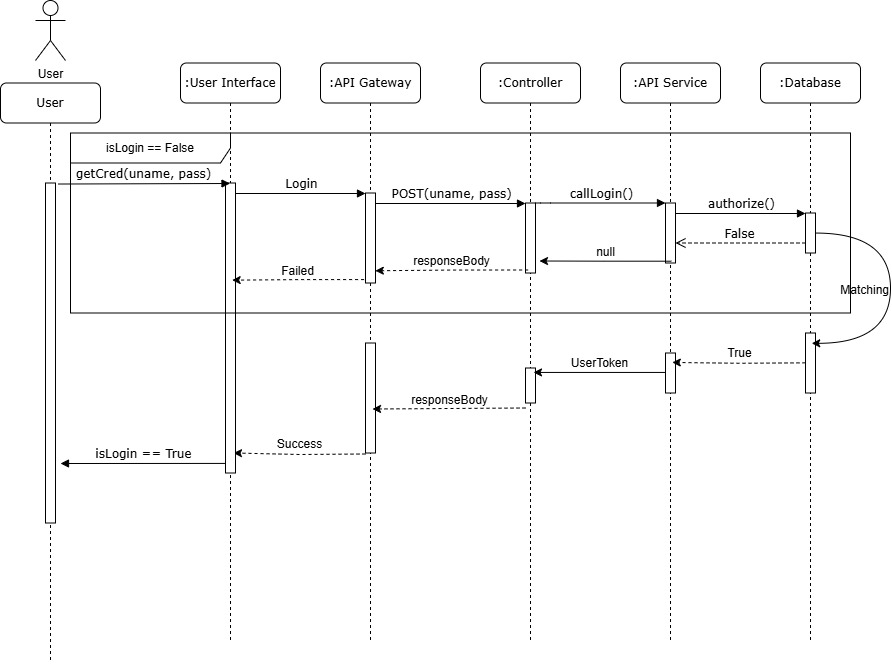 User
User
:User Interface
:API Gateway
:Controller
:API Service
:Database
isLogin == False
getCred(uname, pass)
Login
POST(uname, pass)
callLogin()
authorize()
False
null
responseBody
Failed
Matching
True
UserToken
responseBody
Success
isLogin == True